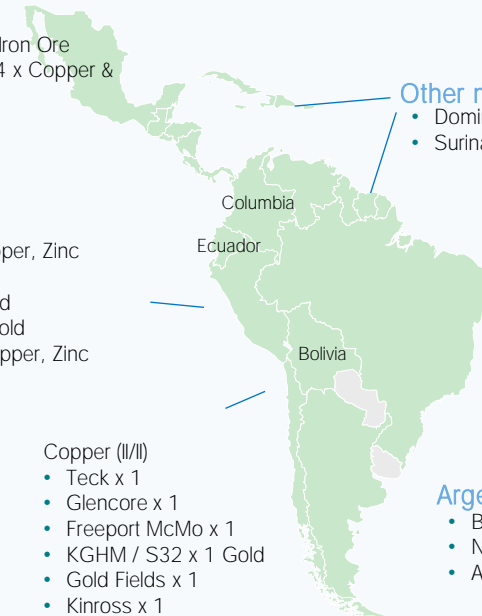 Iron Ore
4 x Copper &
Other
• Domi
• Surina
Columbia
Ecuador
per, Zinc
d
old
pper, Zinc
Bolivia
Copper (II/II)
• Teck x 1
• Glencore x 1
• Freeport McMo x 1
• KGHM / S32 x 1 Gold
• Gold Fields x 1
• Kinross x 1
Arge
• B
• N
• A